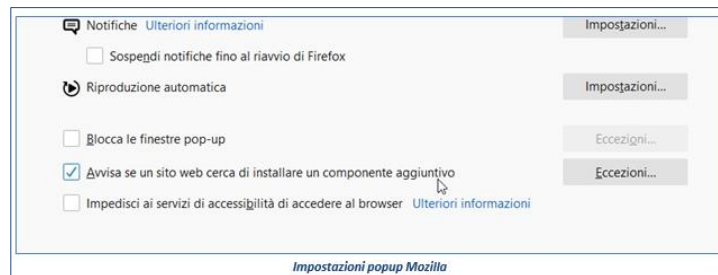 Notifiche Ulteriori informazioni Impostazioni...
Sospendi notifiche fino al riavvio di Firefox
Riproduzione automatica Impostazioni...
Blocca le finestre pop-up Eccezioni...
Avvisa se un sito web cerca di installare un componente aggiuntivo Eccezioni...
Impedisci ai servizi di accessibilità di accedere al browser Ulteriori informazioni
Impostazioni popup Mozilla